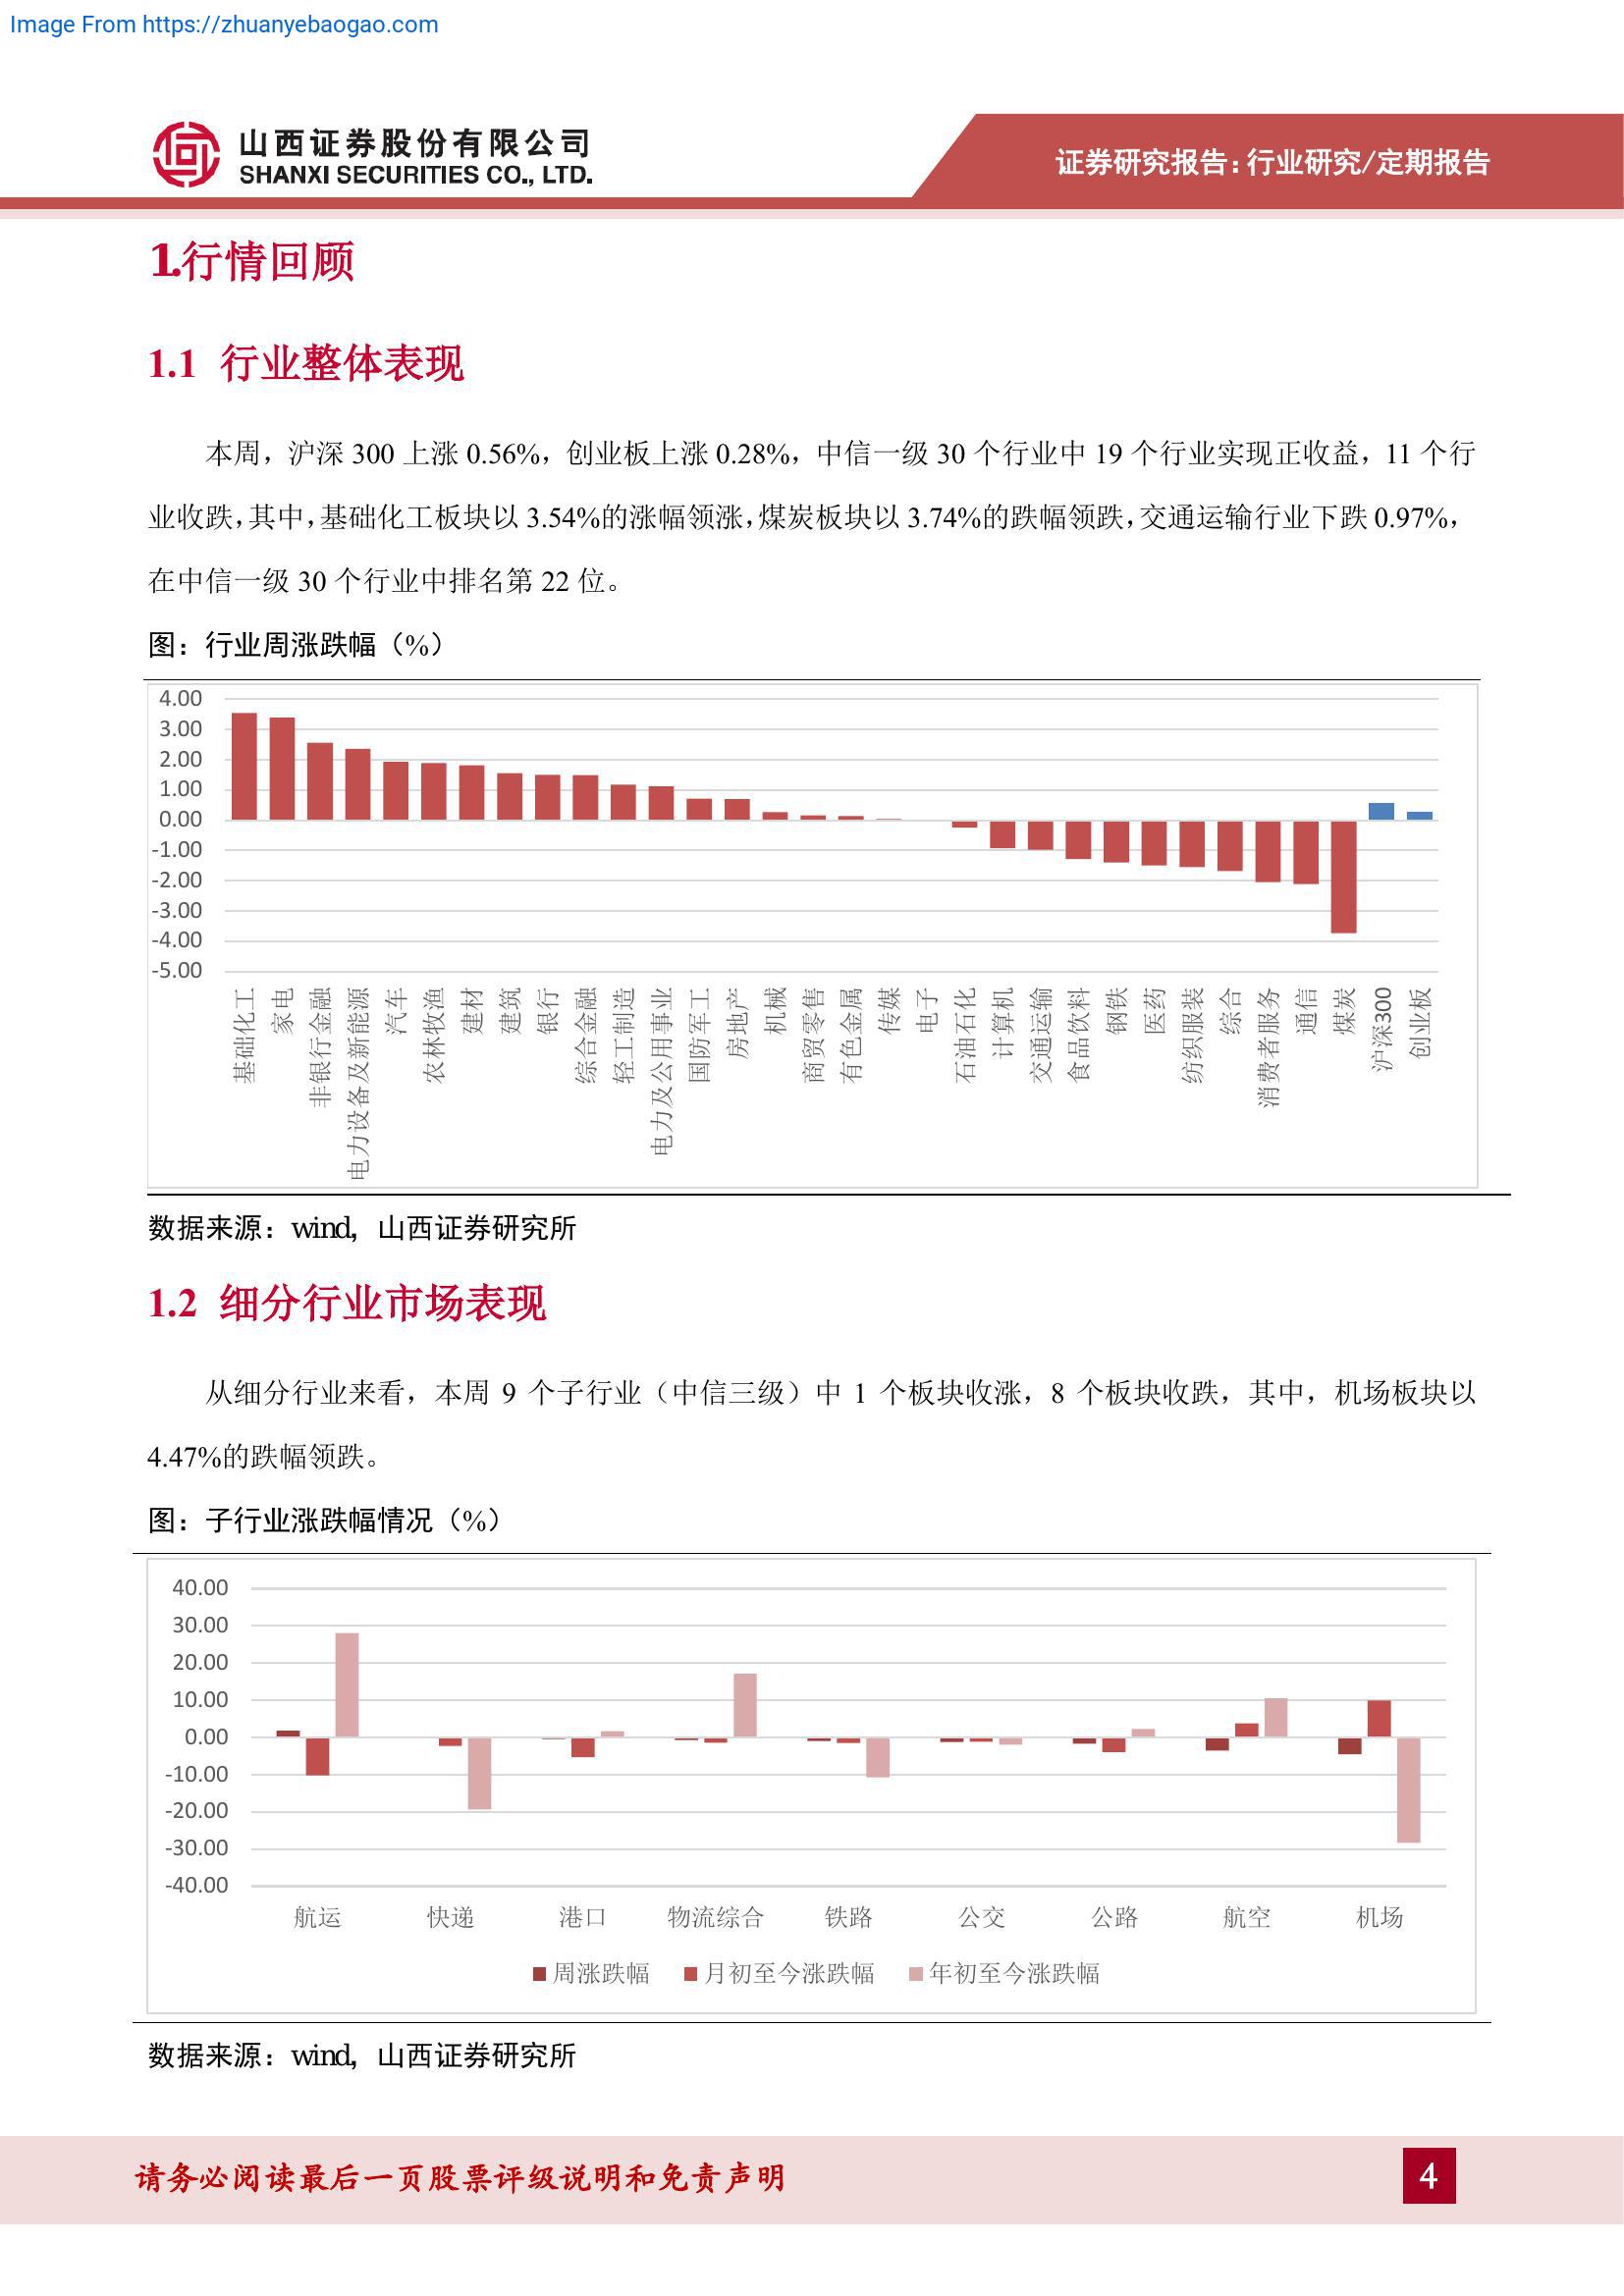 Image From https://zhuanyebaogao.com
山西证券股份有限公司
SHANXI SECURITIES CO., LTD.
证券研究报告：行业研究/定期报告
1.行情回顾
1.1 行业整体表现
本周，沪深 300 上涨 0.56%，创业板上涨 0.28%，中信一级 30 个行业中 19 个行业实现正收益，11 个行
业收跌，其中，基础化工板块以 3.54%的涨幅领涨，煤炭板块以 3.74%的跌幅领跌，交通运输行业下跌 0.97%，
在中信一级 30 个行业中排名第 22 位。
图：行业周涨跌幅（%）
4.00
3.00
2.00
1.00
0.00
-1.00
-2.00
-3.00
-4.00
-5.00
基础化工
家电
非银行金融
电力设备及新能源
汽车
农林牧渔
建材
建筑
银行
综合金融
轻工制造
电力及公用事业
国防军工
房地产
机械
商贸零售
有色金属
传媒
电子
石油石化
计算机
交通运输
食品饮料
钢铁
医药
纺织服装
综合
消费者服务
通信
煤炭
沪深300
创业板
数据来源：wind，山西证券研究所
1.2 细分行业市场表现
从细分行业来看，本周 9 个子行业（中信三级）中 1 个板块收涨，8 个板块收跌，其中，机场板块以
4.47%的跌幅领跌。
图：子行业涨跌幅情况（%）
40.00
30.00
20.00
10.00
0.00
-10.00
-20.00
-30.00
-40.00
航运 快递 港口 物流综合 铁路 公交 公路 航空 机场
周涨跌幅 月初至今涨跌幅 年初至今涨跌幅
数据来源：wind，山西证券研究所
请务必阅读最后一页股票评级说明和免责声明
4